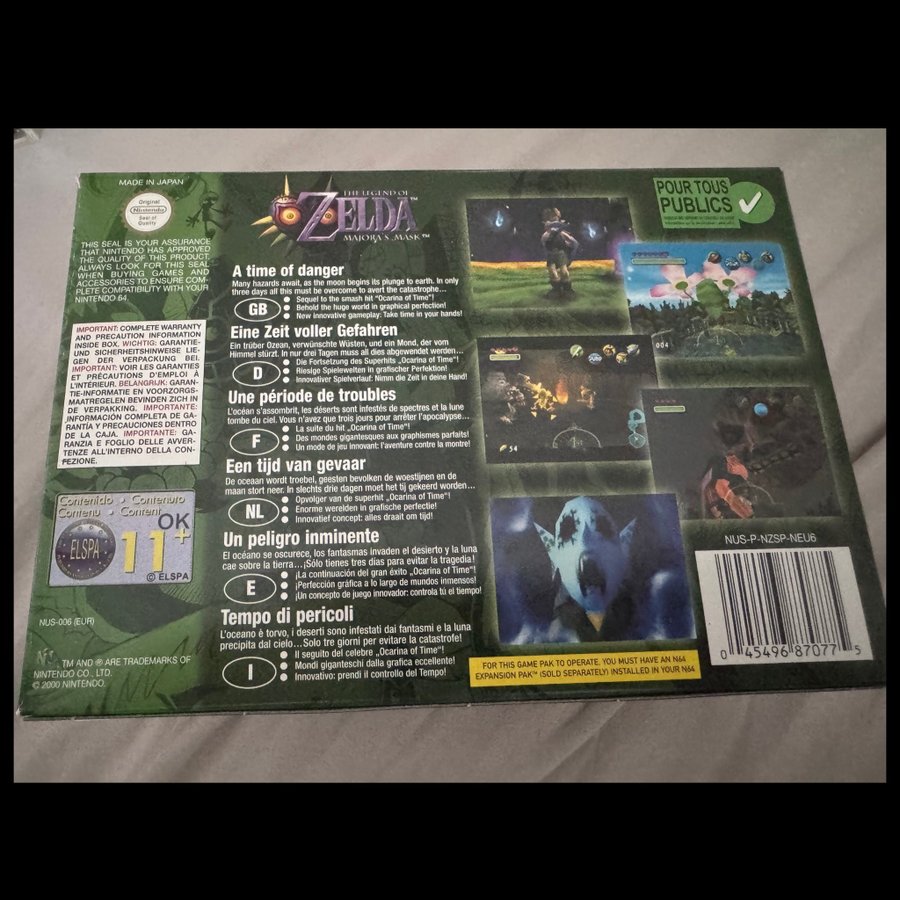 MADE IN JAPAN
Original
Nintendo
Seal of
Quality
THIS SEAL IS YOUR ASSURANCE
THAT NINTENDO HAS APPROVED
THE QUALITY OF THIS PRODUCT.
ALWAYS LOOK FOR THIS SEAL
WHEN BUYING GAMES AND
ACCESSORIES TO ENSURE COM-
PLETE COMPATIBILITY WITH YOUR
NINTENDO 64.
IMPORTANT: COMPLETE WARRANTY
AND PRECAUTION INFORMATION
INSIDE BOX. WICHTIG: GARANTIE-
UND SICHERHEITSHINWEISE LIE-
GEN DER VERPACKUNG BEI.
IMPORTANT: VOIR LES GARANTIES
ET PRÉCAUTIONS D'EMPLOI À
L'INTÉRIEUR. BELANGRIJK: GARAN-
TIE-INFORMATION EN VOORZORGS-
MAATREGELEN BEVINDEN ZICH IN
DE VERPAKKING. IMPORTANTE:
INFORMACIÓN COMPLETA DE GA-
RANTÍA Y PRECAUCIONES DENTRO
DE LA CAJA. IMPORTANTE: GA-
RANZIA E FOGLIO DELLE AVVER-
TENZE ALL'INTERNO DELLA CON-
FEZIONE.
Contenido • Contenuto
Contenu • Content
ELSPA
OK
11+
© ELSPA
NUS-006 (EUR)
TM AND ® ARE TRADEMARKS OF
NINTENDO CO., LTD.
© 2000 NINTENDO.
THE LEGEND OF
ZELDA™
MAJORA'S MASK™
A time of danger
Many hazards await, as the moon begins its plunge to earth. In only
three days all this must be overcome to avert the catastrophe...
GB
● Sequel to the smash hit "Ocarina of Time"!
● Behold the huge world in graphical perfection!
● New innovative gameplay: Take time in your hands!
Eine Zeit voller Gefahren
Ein trüber Ozean, verwünschte Wüsten, und ein Mond, der vom
Himmel stürzt. In nur drei Tagen muss all dies abgewendet werden...
D
● Die Fortsetzung des Superhits „Ocarina of Time"!
● Riesige Spielewelten in grafischer Perfektion!
● Innovativer Spielverlauf: Nimm die Zeit in deine Hand!
Une période de troubles
L'océan s'assombrit, les déserts sont infestés de spectres et la lune
tombe du ciel. Vous n'avez que trois jours pour arrêter l'apocalypse...
F
● La suite du hit "Ocarina of Time"!
● Des mondes gigantesques aux graphismes parfaits!
● Un mode de jeu innovant: l'aventure contre la montre!
Een tijd van gevaar
De oceaan wordt troebel, geesten bevolken de woestijnen en de
maan stort neer. In slechts drie dagen moet het tij gekeerd worden...
NL
● Opvolger van de superhit „Ocarina of Time"!
● Enorme werelden in grafische perfectie!
● Innovatief concept: alles draait om tijd!
Un peligro inminente
El océano se oscurece, los fantasmas invaden el desierto y la luna
cae sobre la tierra...¡Sólo tienes tres días para evitar la tragedia!
E
● ¡La continuación del gran éxito „Ocarina of Time"!
● ¡Perfección gráfica a lo largo de mundos inmensos!
● ¡Un concepto de juego innovador: controla tú el tiempo!
Tempo di pericoli
L'oceano è torvo, i deserti sono infestati dai fantasmi e la luna
precipita dal cielo...Solo tre giorni per evitare la catastrofe!
I
● Il seguito del celebre „Ocarina of Time"!
● Mondi giganteschi dalla grafica eccellente!
● Innovativo: prendi il controllo del Tempo!
POUR TOUS
PUBLICS
004
54
NUS-P-NZSP-NEU6
0 45496 87077 5
FOR THIS GAME PAK TO OPERATE, YOU MUST HAVE AN N64
EXPANSION PAK™ (SOLD SEPARATELY) INSTALLED IN YOUR N64